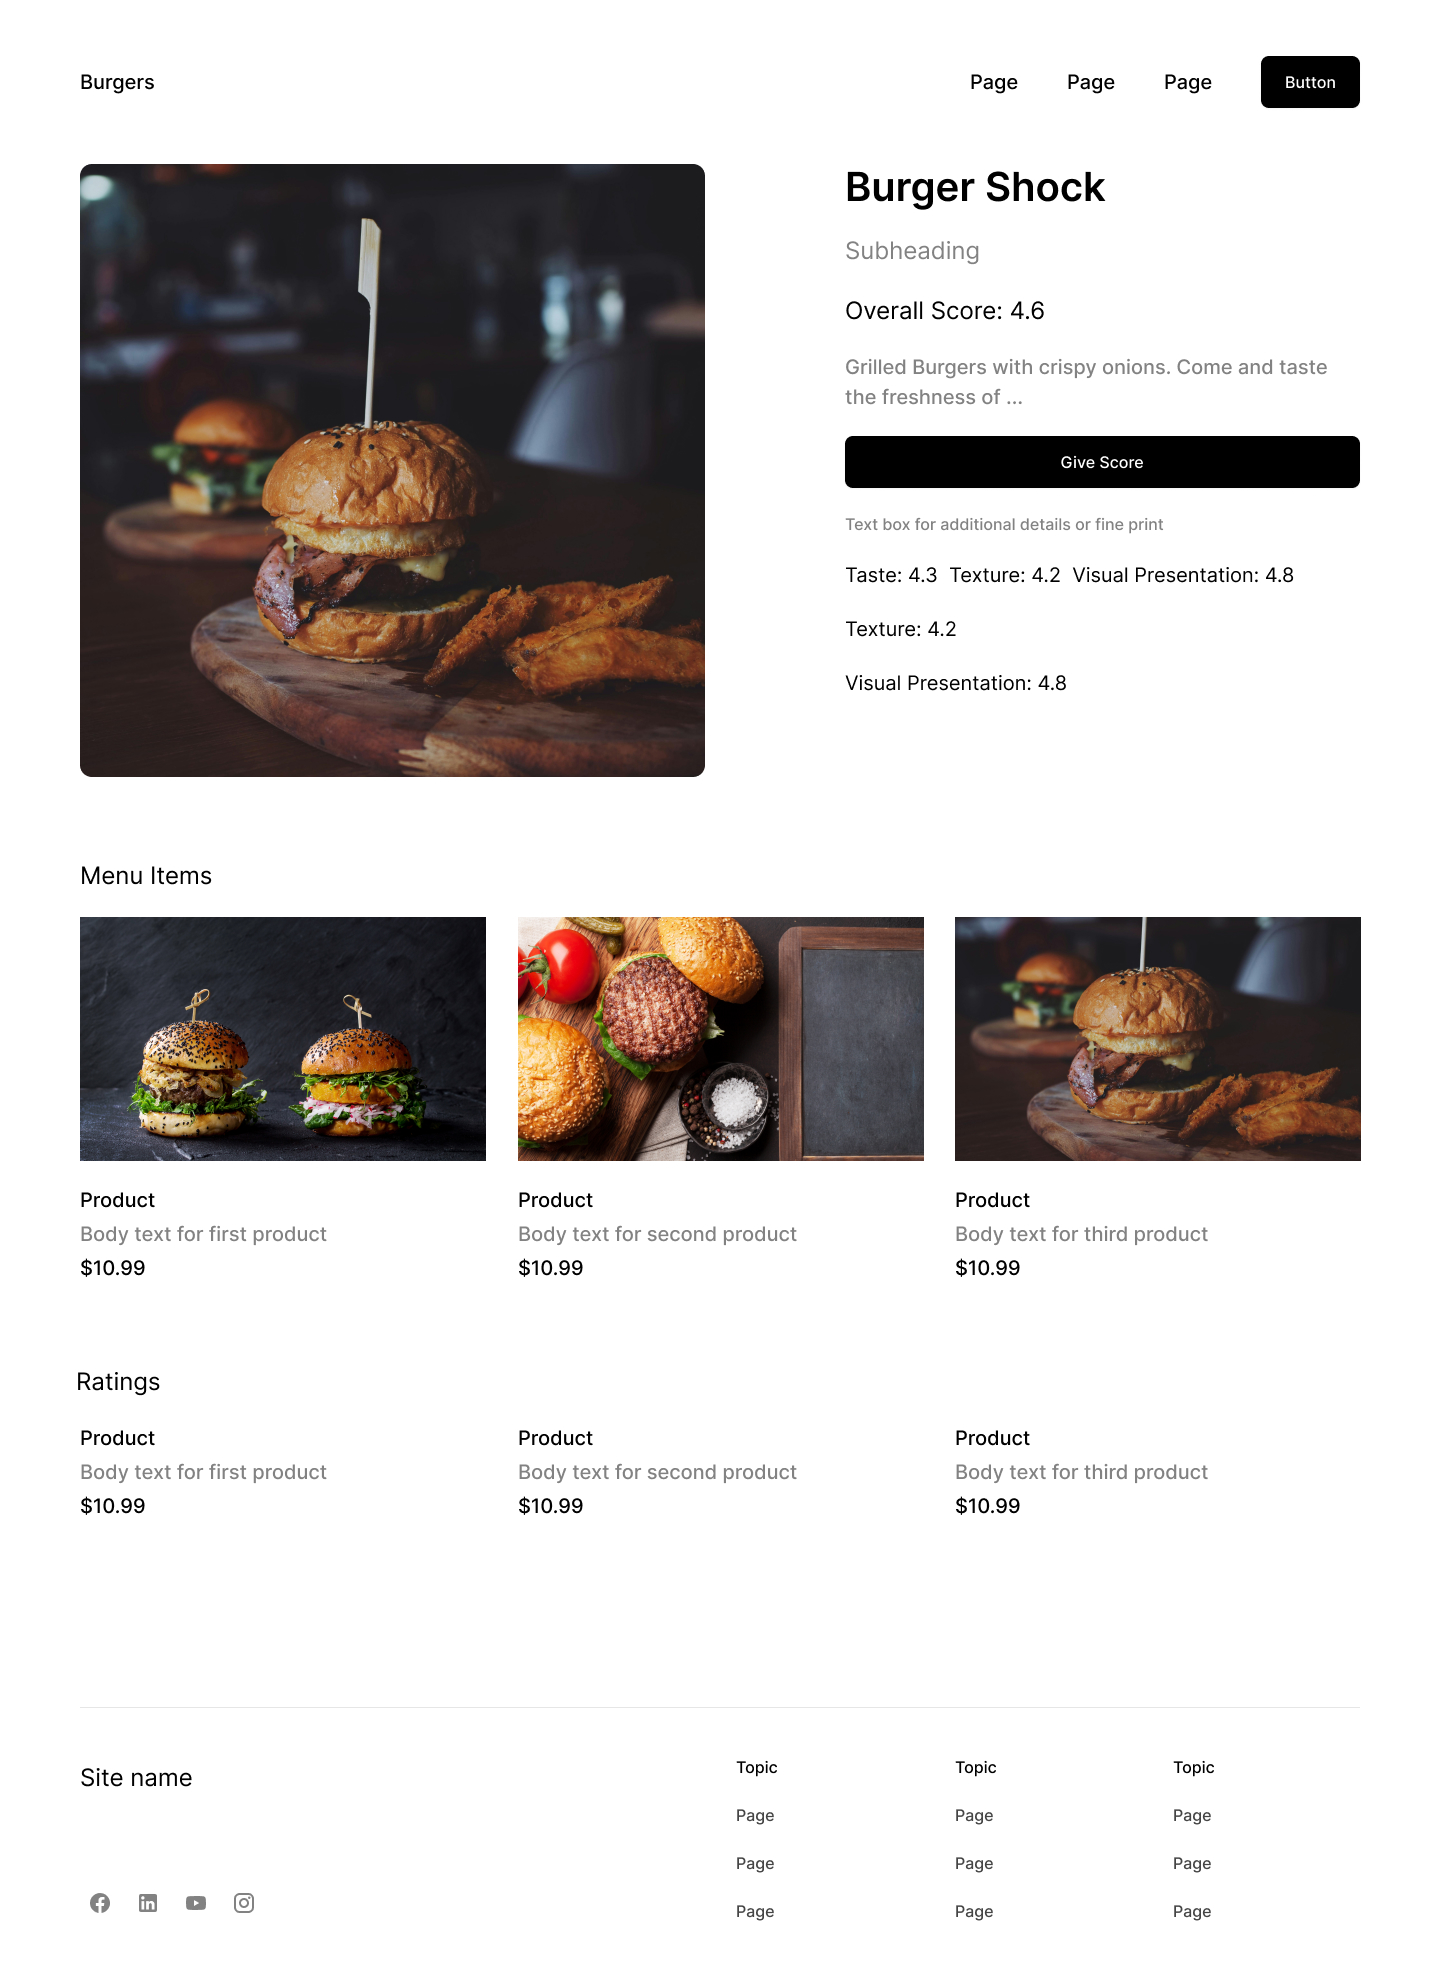 Burgers
Page Page Page Button
Burger Shock
Subheading
Overall Score: 4.6
Grilled Burgers with crispy onions. Come and taste
the freshness of ...
Give Score
Text box for additional details or fine print
Taste: 4.3  Texture: 4.2  Visual Presentation: 4.8
Texture: 4.2
Visual Presentation: 4.8
Menu Items
Product
Body text for first product
$10.99
Product
Body text for second product
$10.99
Product
Body text for third product
$10.99
Ratings
Product
Body text for first product
$10.99
Product
Body text for second product
$10.99
Product
Body text for third product
$10.99
Site name
Topic
Page
Page
Page
Topic
Page
Page
Page
Topic
Page
Page
Page